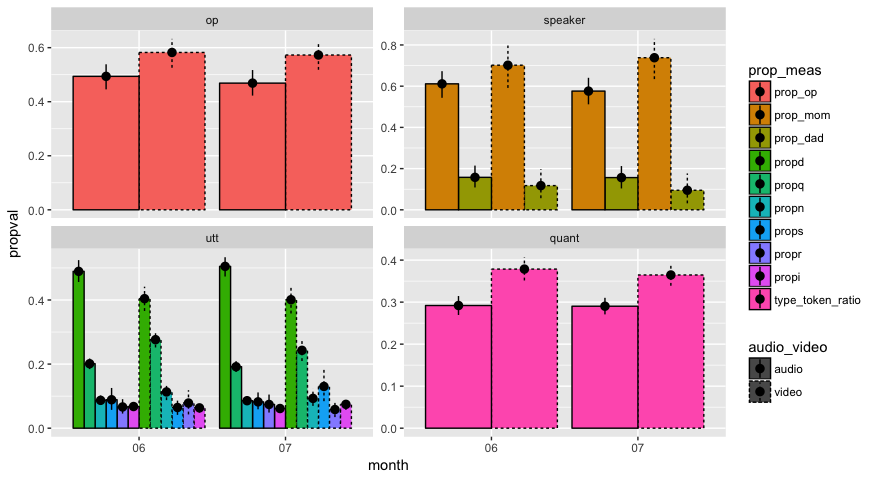 op
speaker
0.6
0.4
0.2
0.0
0.8
0.6
0.4
0.2
0.0
utt
quant
0.4
0.2
0.0
0.4
0.3
0.2
0.1
0.0
06
07
06
07
propval
month
prop_meas
prop_op
prop_mom
prop_dad
propd
propq
propn
props
propr
propi
type_token_ratio
audio_video
audio
video